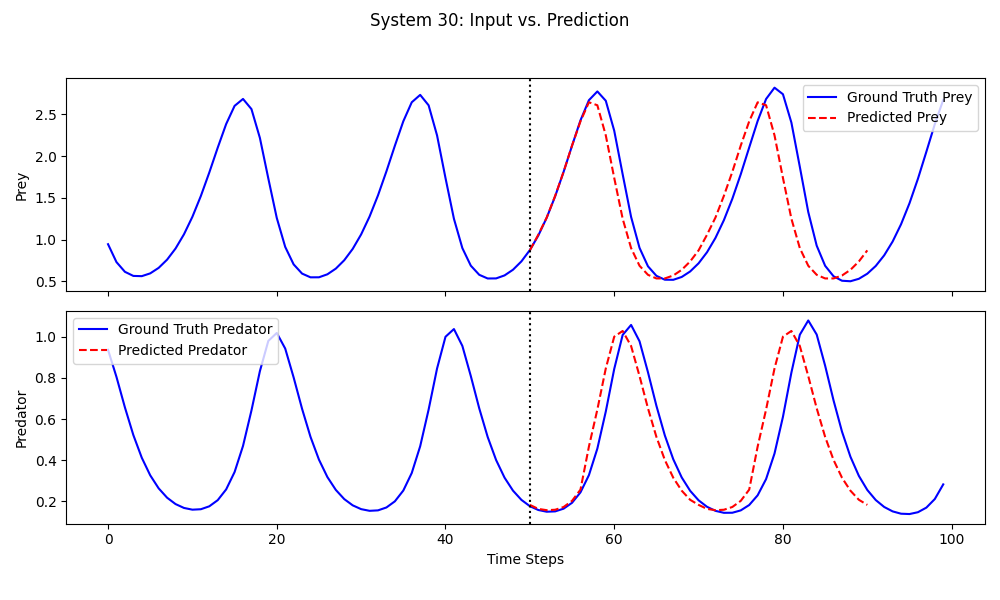 System 30: Input vs. Prediction
Ground Truth Prey
Predicted Prey
Prey
2.5
2.0
1.5
1.0
0.5
Ground Truth Predator
Predicted Predator
Predator
1.0
0.8
0.6
0.4
0.2
0 20 40 60 80 100
Time Steps